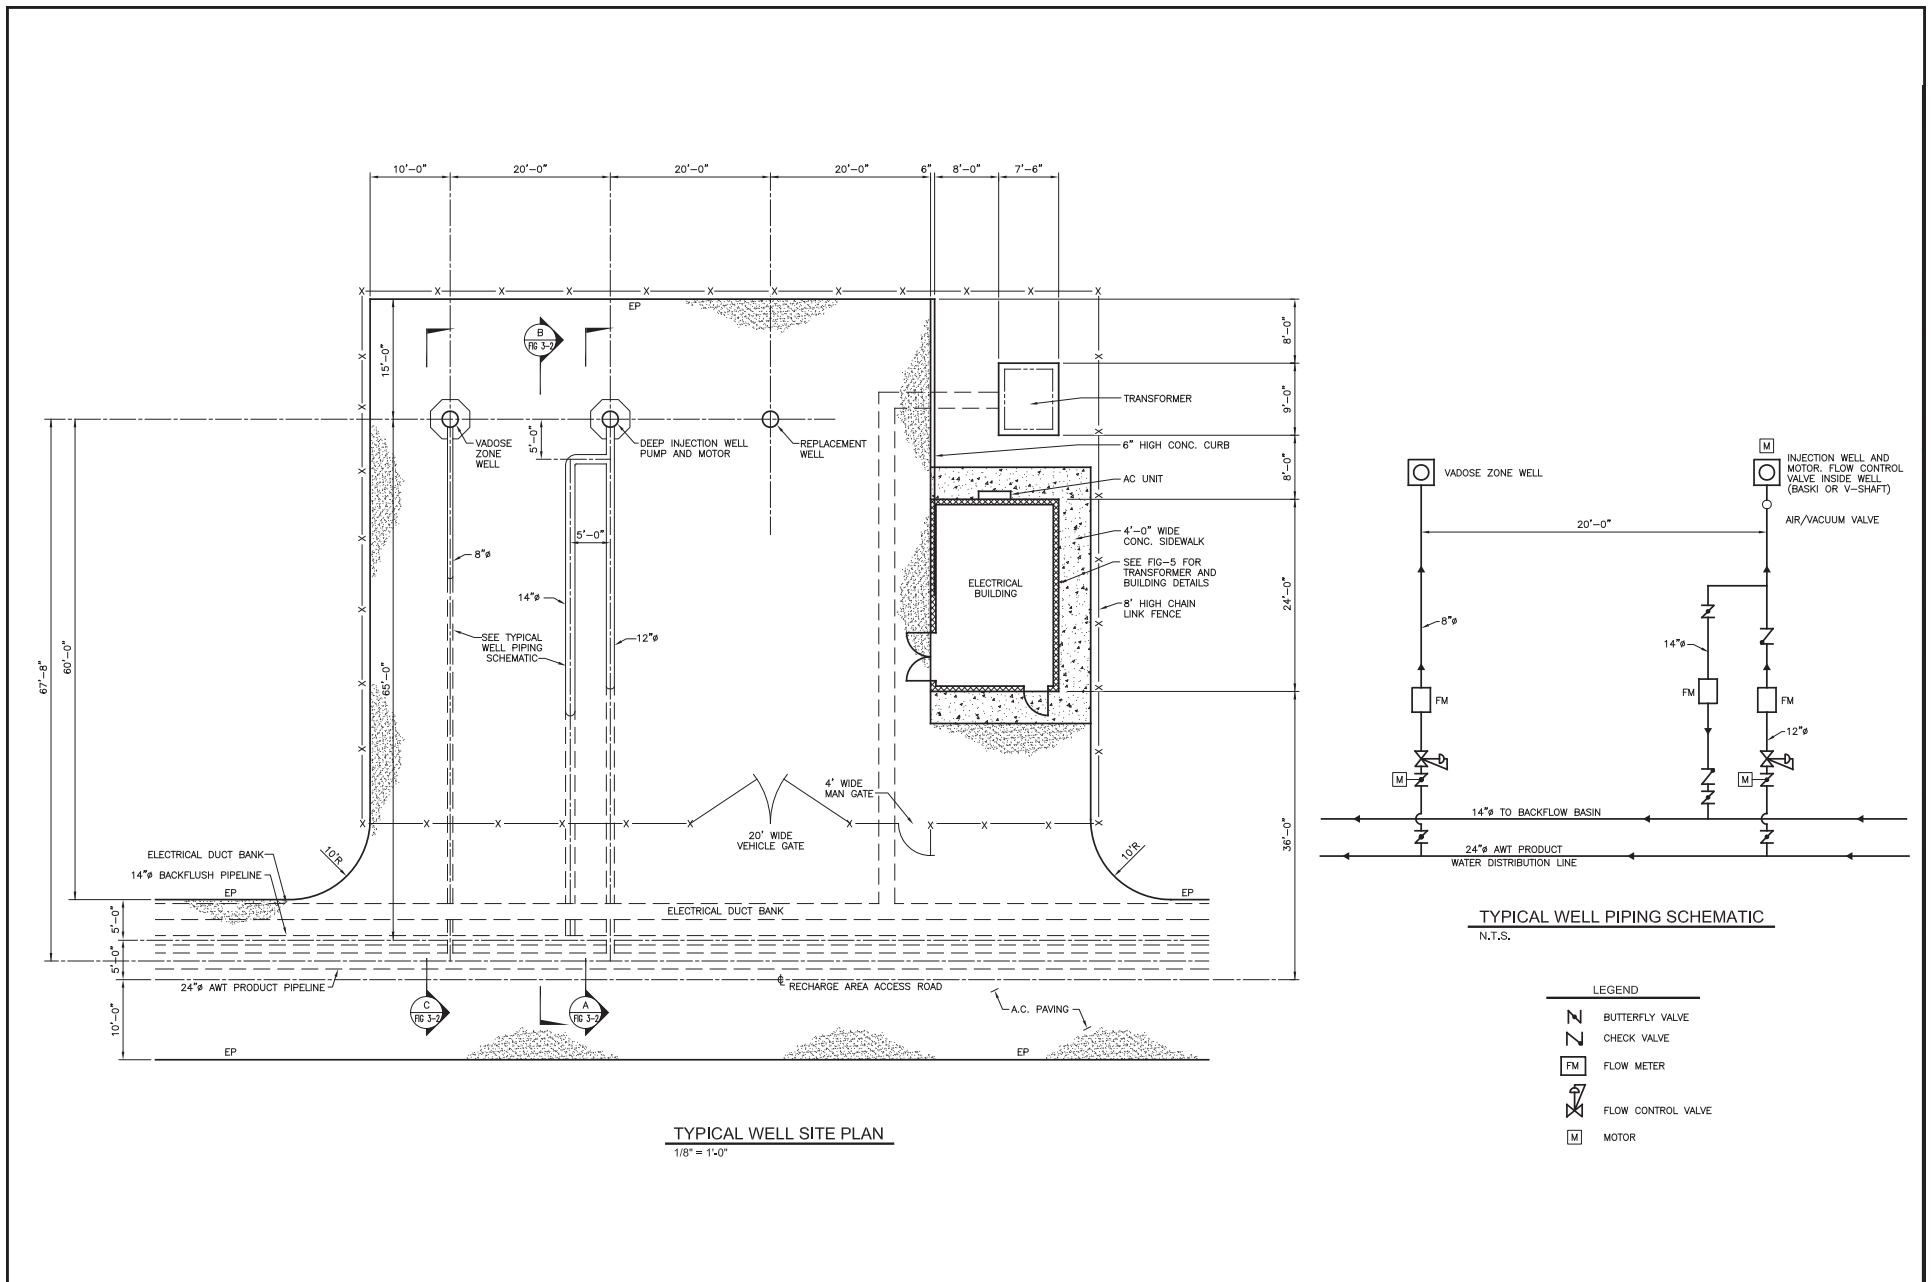 10'-0"
20'-0"
20'-0"
20'-0"
6"
8'-0"
7'-6"
X X X X X X X X X X X
EP
B
FIG 3-2
15'-0"
8'-0"
9'-0"
8'-0"
24'-0"
36'-0"
TRANSFORMER
6" HIGH CONC. CURB
AC UNIT
4'-0" WIDE
CONC. SIDEWALK
SEE FIG-5 FOR
TRANSFORMER AND
BUILDING DETAILS
8' HIGH CHAIN
LINK FENCE
VADOSE
ZONE
WELL
5'-0"
DEEP INJECTION WELL
PUMP AND MOTOR
REPLACEMENT
WELL
5'-0"
8"ø
14"ø
SEE TYPICAL
WELL PIPING
SCHEMATIC
12"ø
ELECTRICAL
BUILDING
67'-8"
60'-0"
65'-0"
4' WIDE
MAN GATE
20' WIDE
VEHICLE GATE
10'R
10'R
ELECTRICAL DUCT BANK
14"ø BACKFLUSH PIPELINE
EP
EP
ELECTRICAL DUCT BANK
5'-0"
5'-0"
10'-0"
24"ø AWT PRODUCT PIPELINE
℄ RECHARGE AREA ACCESS ROAD
C
FIG 3-2
A
FIG 3-2
A.C. PAVING
EP
EP
TYPICAL WELL SITE PLAN
1/8" = 1'-0"
M
VADOSE ZONE WELL
INJECTION WELL AND
MOTOR. FLOW CONTROL
VALVE INSIDE WELL
(BASKI OR V-SHAFT)
AIR/VACUUM VALVE
20'-0"
8"ø
14"ø
FM
FM
FM
12"ø
M
M
14"ø TO BACKFLOW BASIN
24"ø AWT PRODUCT
WATER DISTRIBUTION LINE
TYPICAL WELL PIPING SCHEMATIC
N.T.S.
LEGEND
BUTTERFLY VALVE
CHECK VALVE
FM FLOW METER
FLOW CONTROL VALVE
M MOTOR